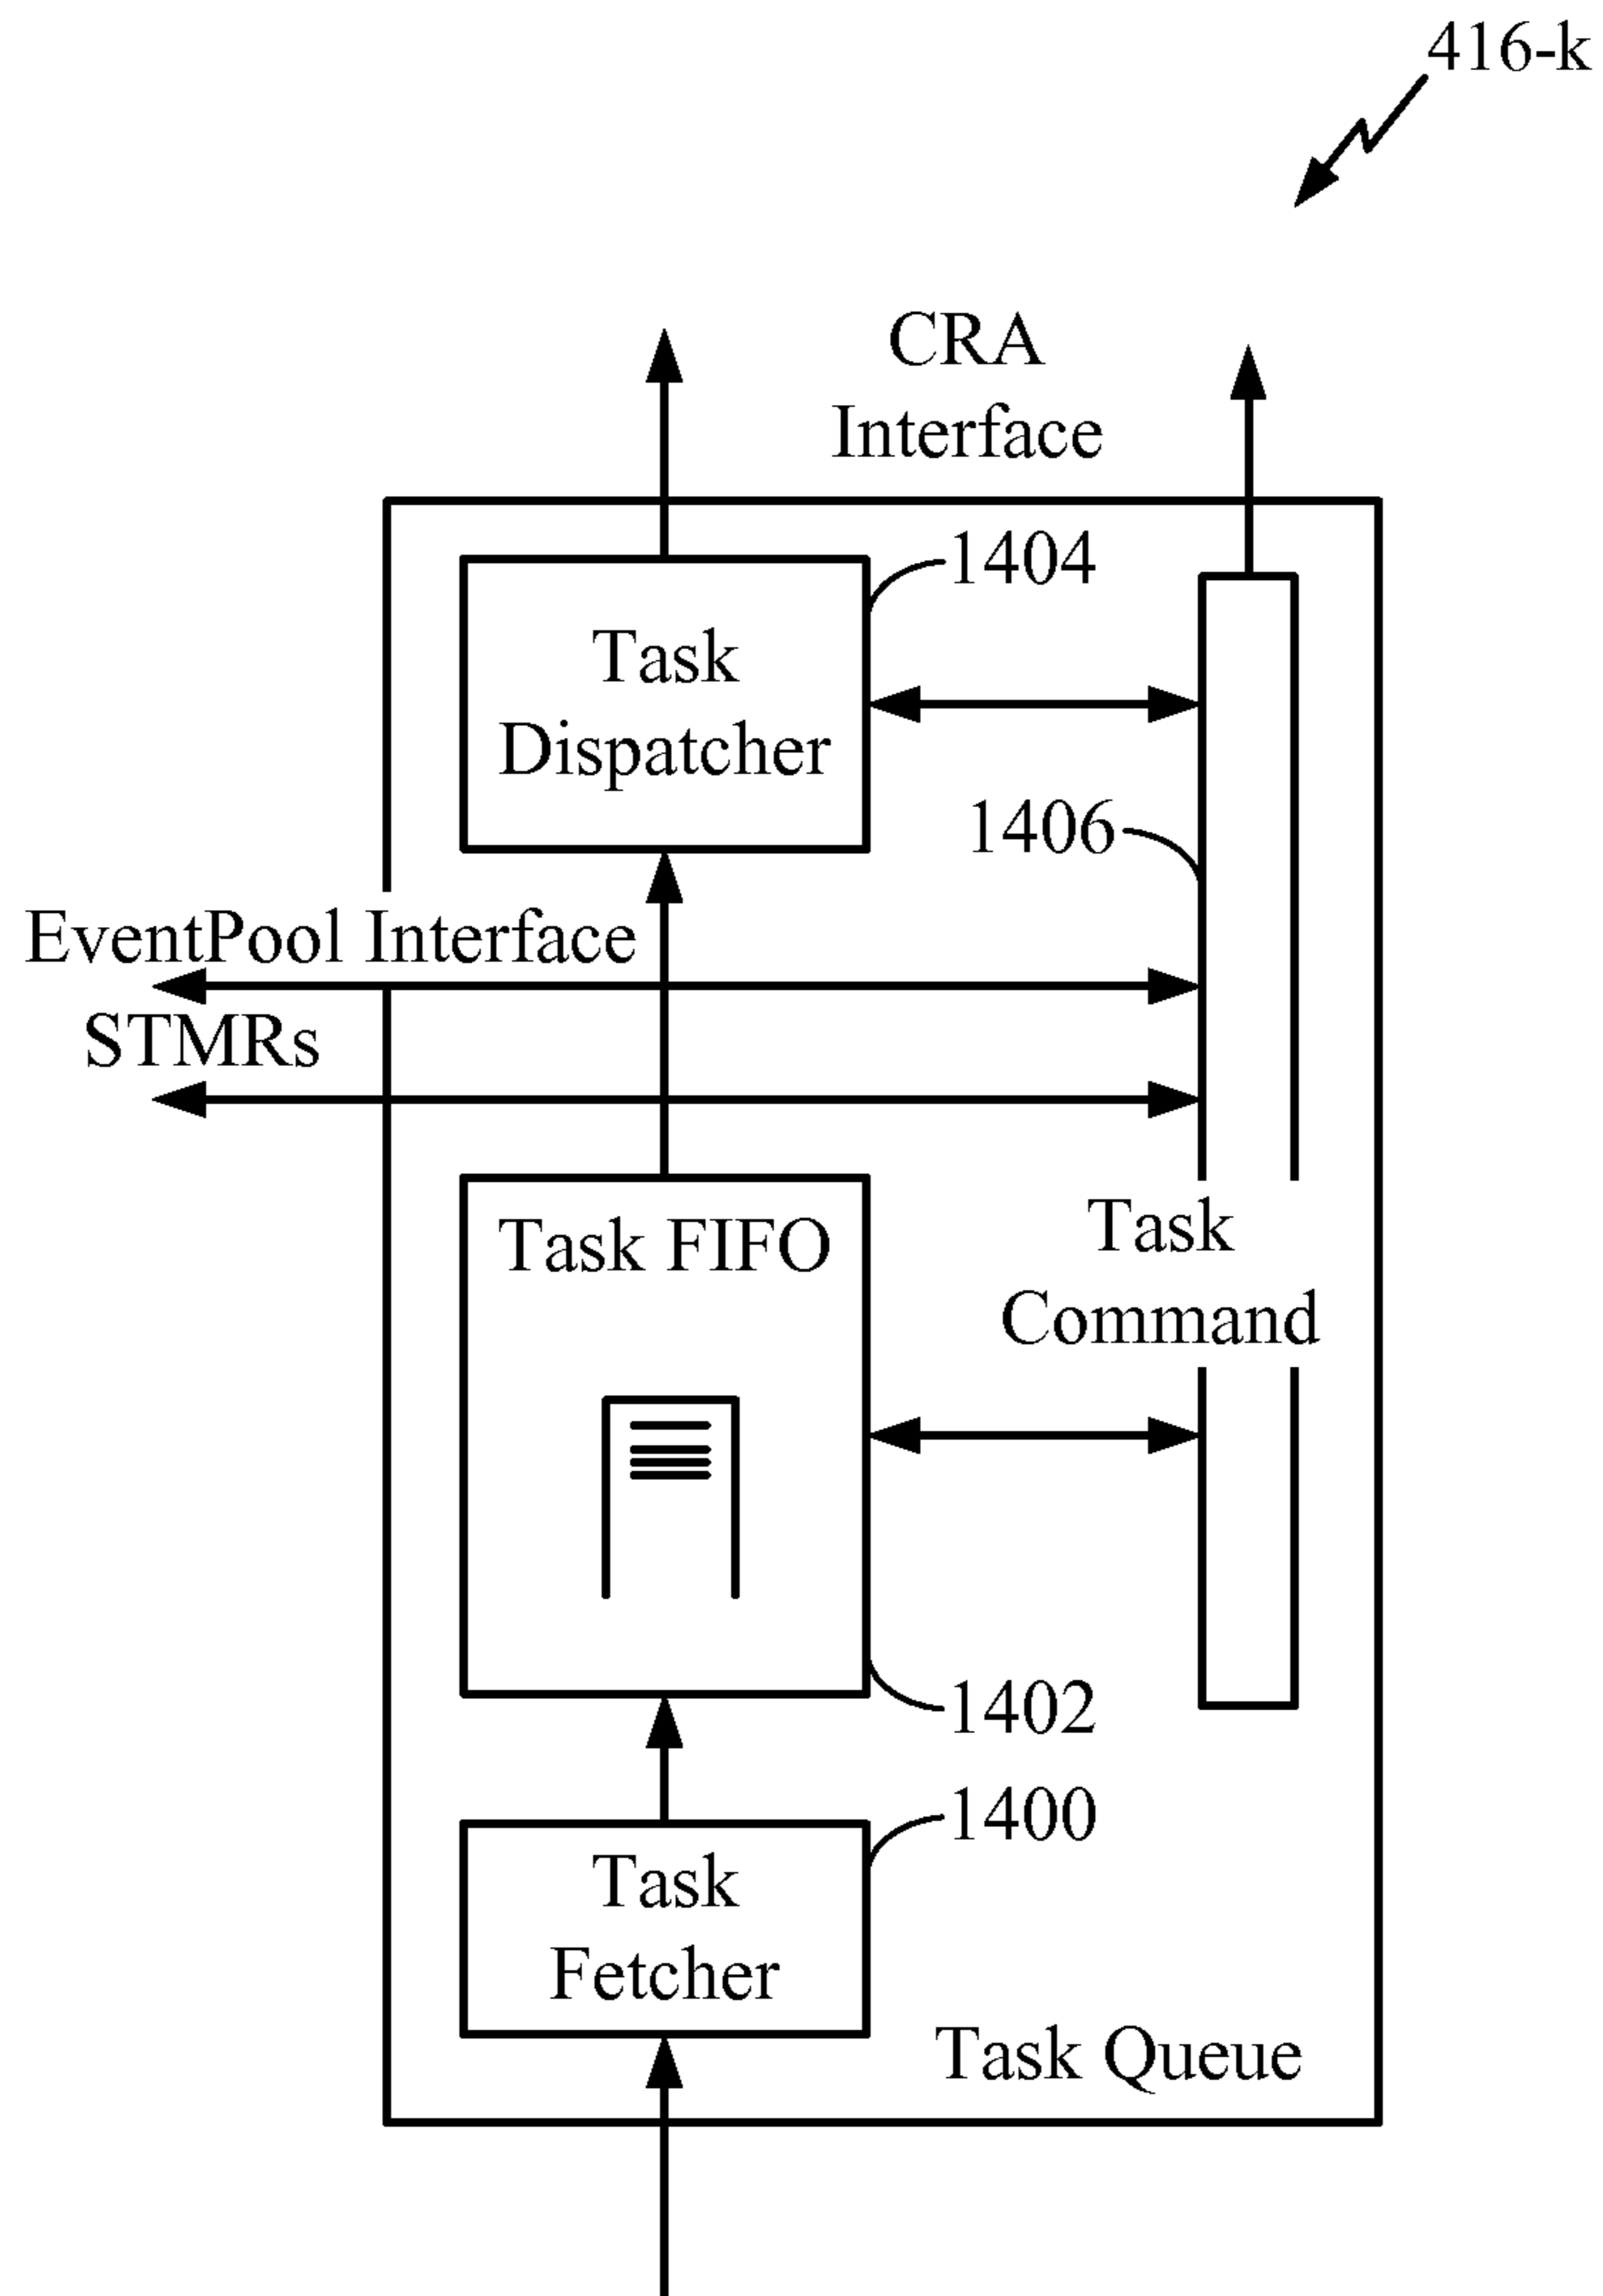 416-k
CRA
Interface
1404
Task
Dispatcher
1406
EventPool Interface
STMRs
Task FIFO
Task
Command
1402
1400
Task
Fetcher
Task Queue